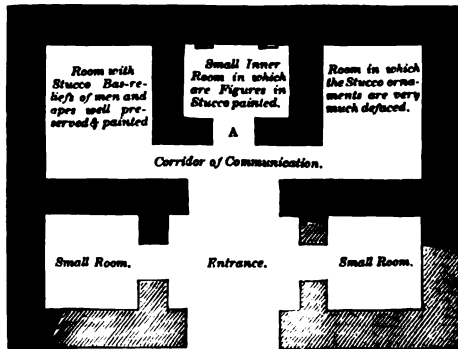 Room with
Stucco Bas-re-
liefs of men and
apes well pre-
served & painted
Small Inner
Room in which
are Figures in
Stucco painted.
Room in which
the Stucco orna-
ments are very
much defaced.
A
Corridor of Communication.
Small Room.
Entrance.
Small Room.